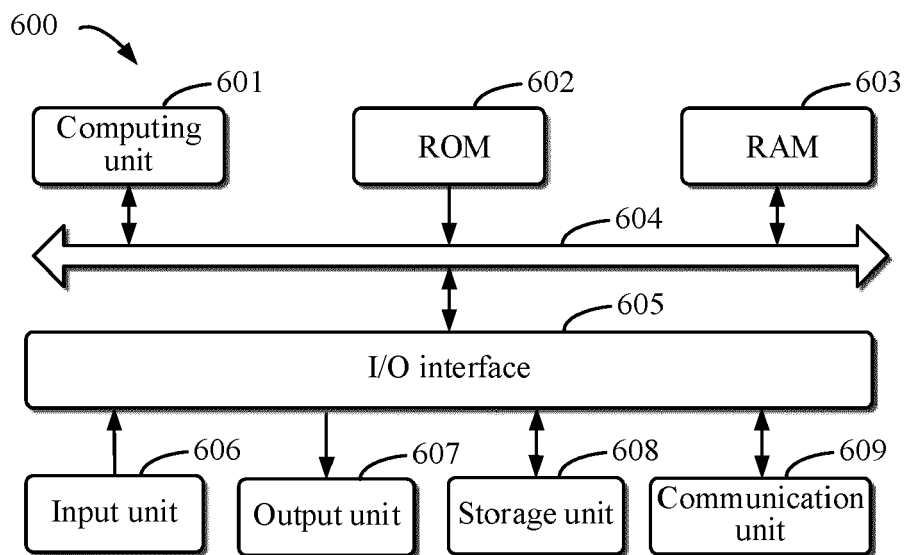 600
601
602
603
Computing
unit
ROM
RAM
604
605
I/O interface
606
607
608
609
Input unit
Output unit
Storage unit
Communication
unit